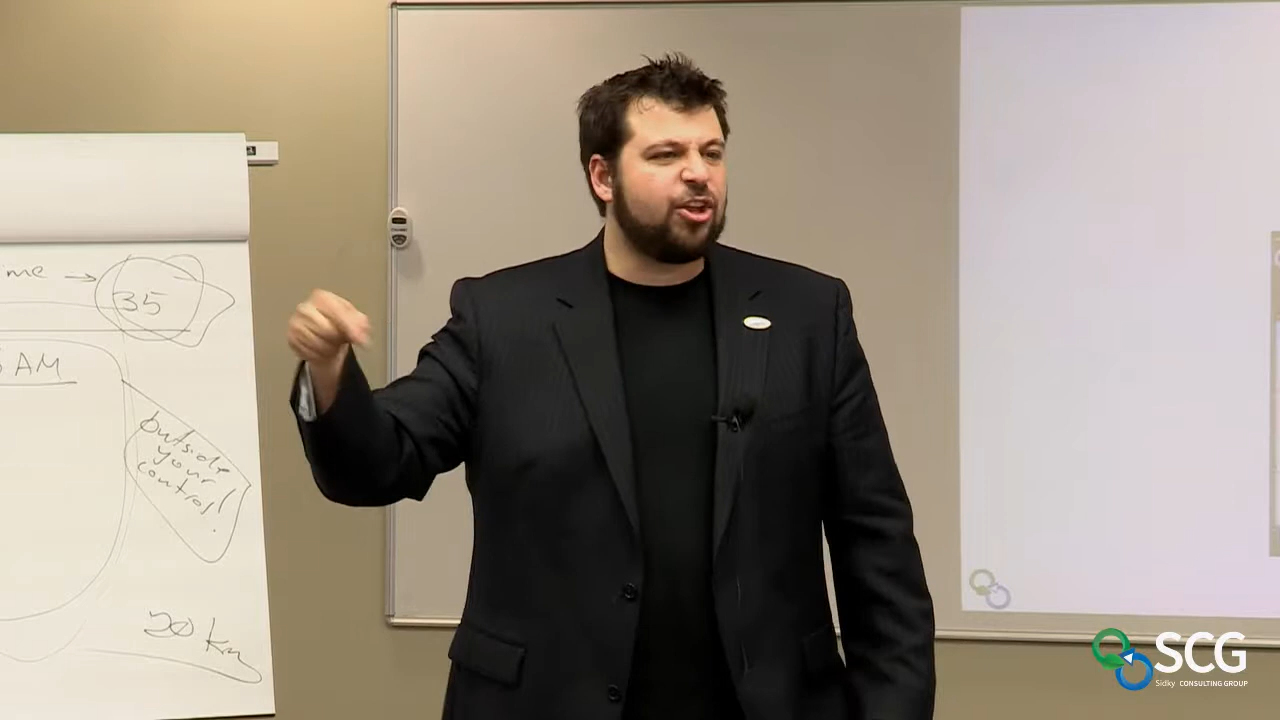 me →
35
AM
outside
your
control!
20 km
SCG
Sidky CONSULTING GROUP